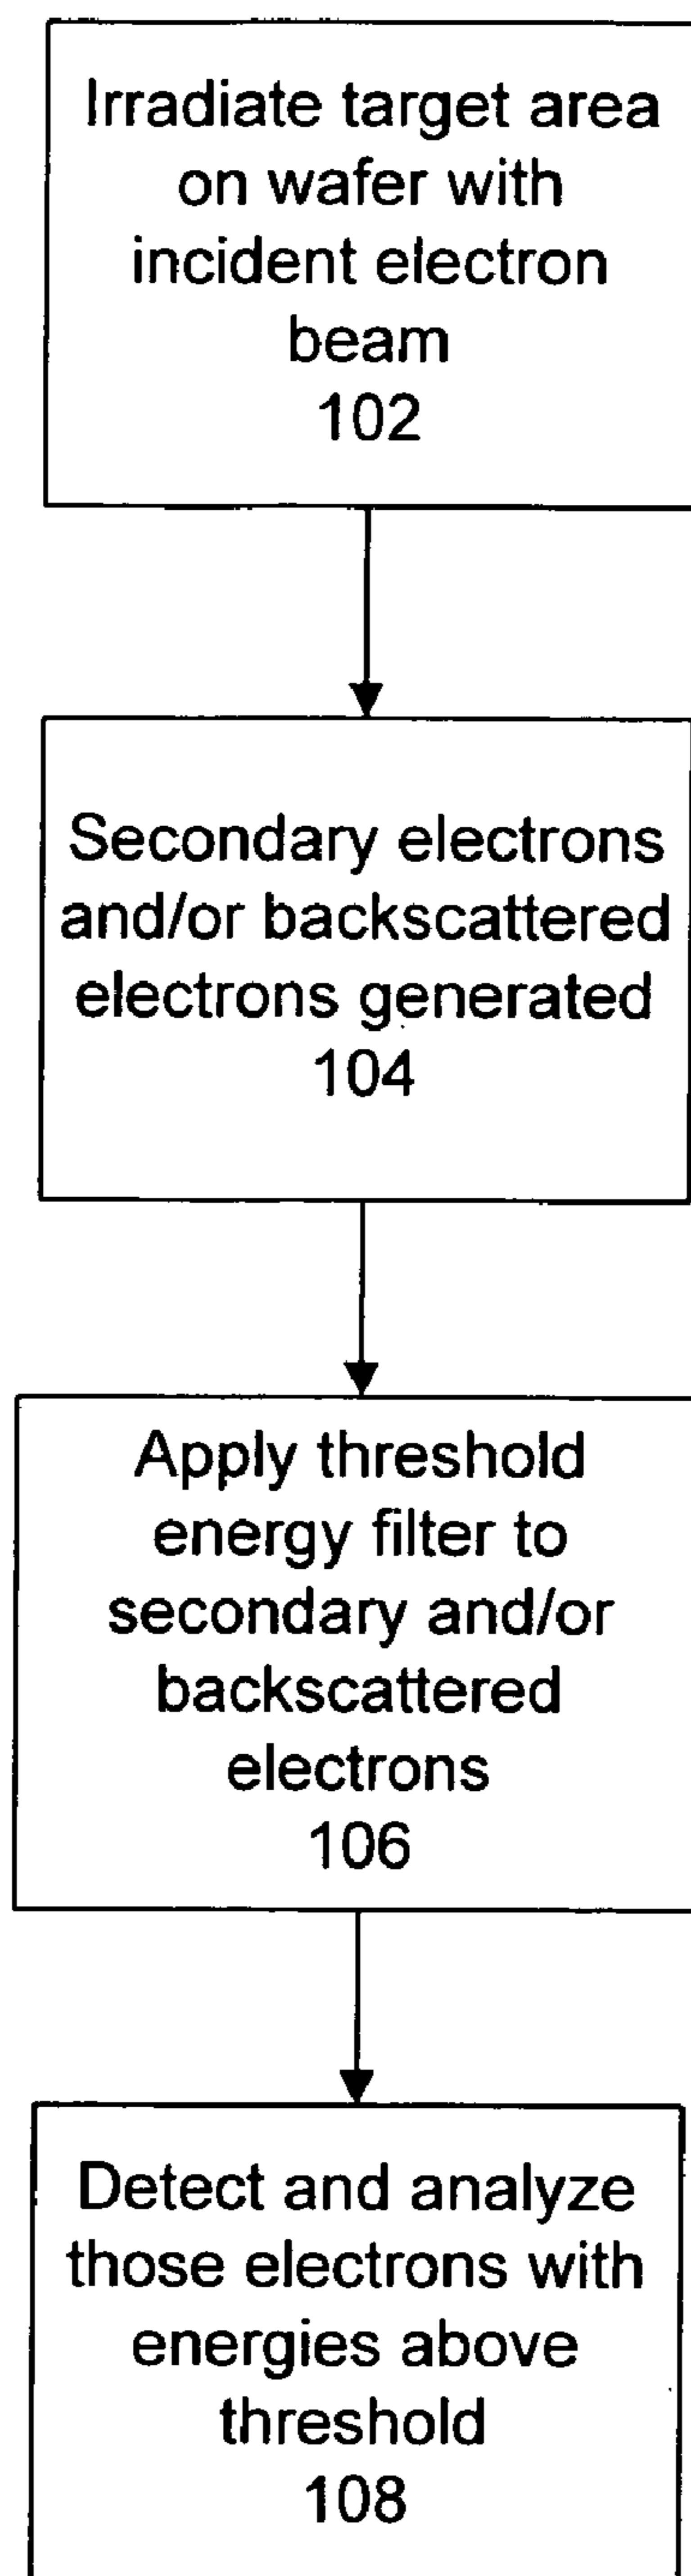 Irradiate target area
on wafer with
incident electron
beam
102
Secondary electrons
and/or backscattered
electrons generated
104
Apply threshold
energy filter to
secondary and/or
backscattered
electrons
106
Detect and analyze
those electrons with
energies above
threshold
108